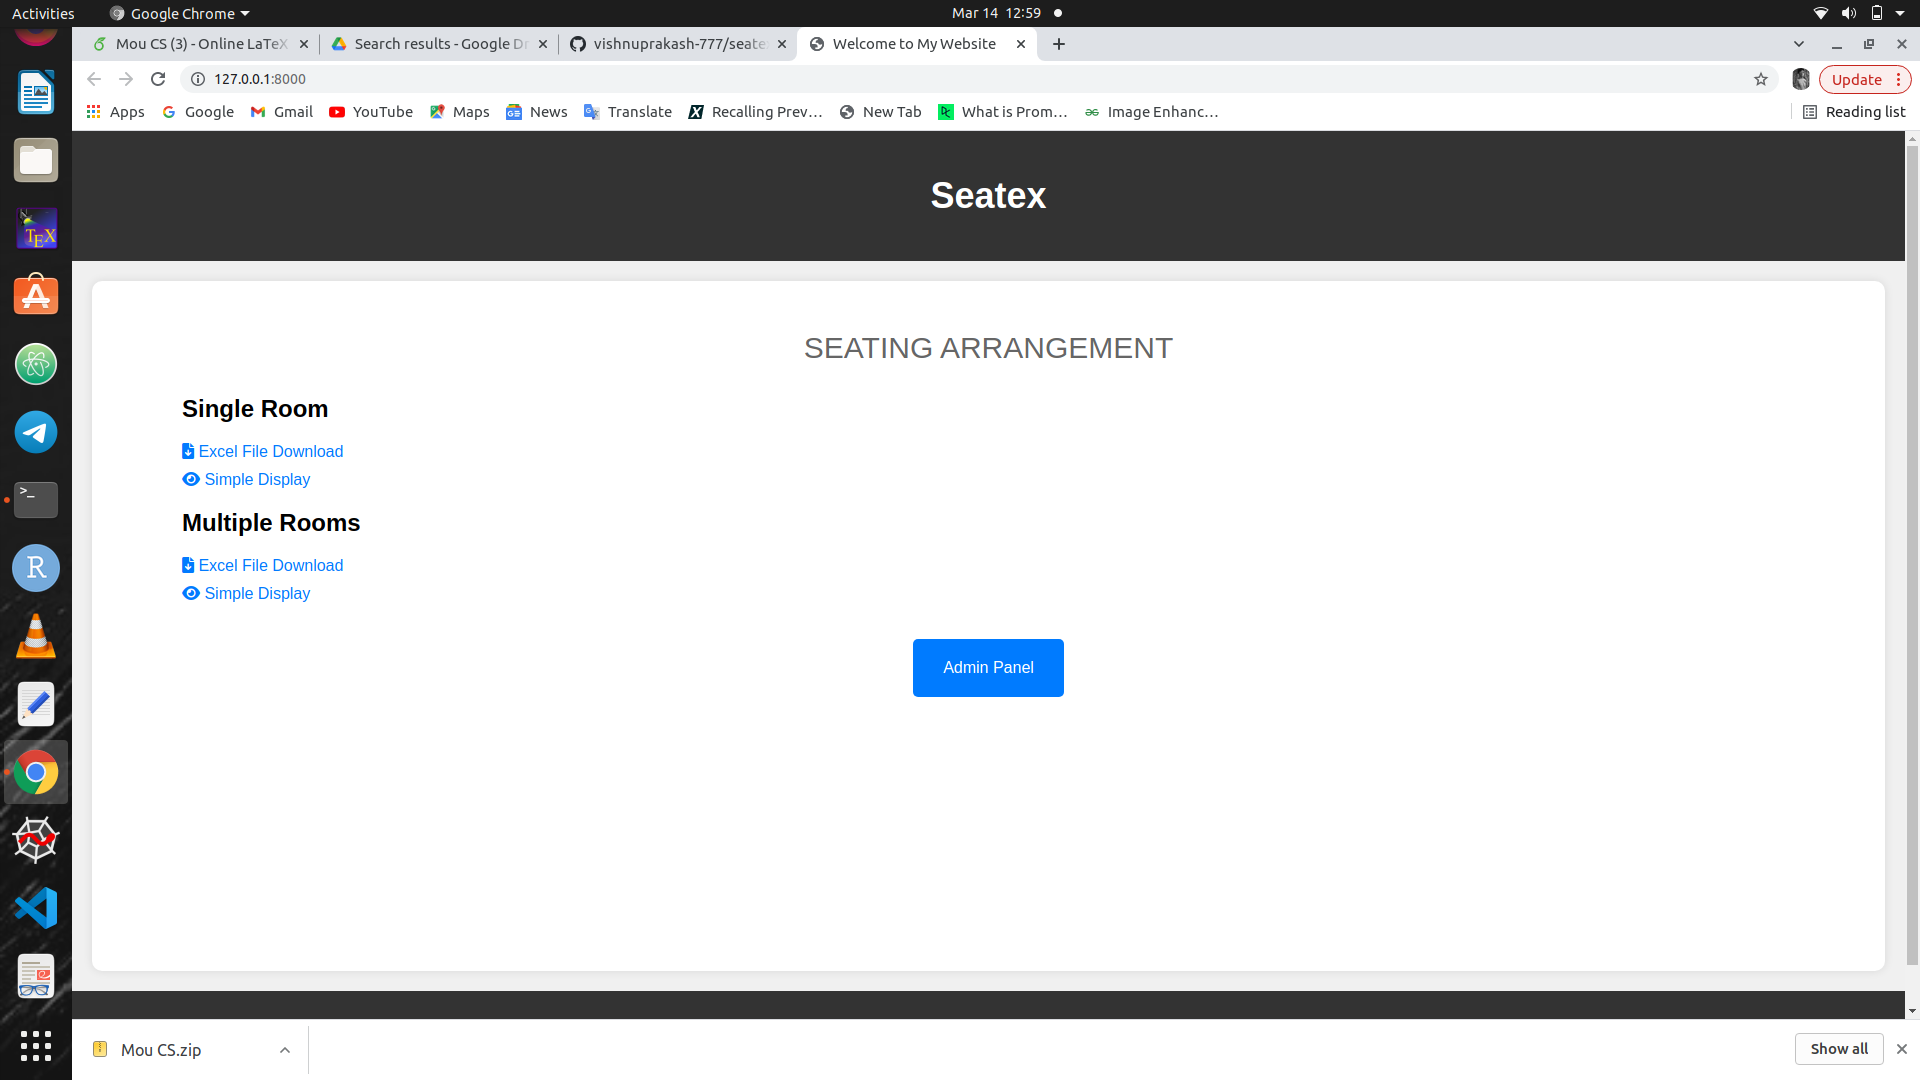 Activities Google Chrome Mar 14 12:59
Mou CS (3) - Online LaTeX Search results - Google Dr vishnuprakash-777/seate Welcome to My Website
127.0.0.1:8000 Update
Apps Google Gmail YouTube Maps News Translate Recalling Prev... New Tab What is Prom... Image Enhanc... Reading list
Seatex
SEATING ARRANGEMENT
Single Room
Excel File Download
Simple Display
Multiple Rooms
Excel File Download
Simple Display
Admin Panel
Mou CS.zip Show all